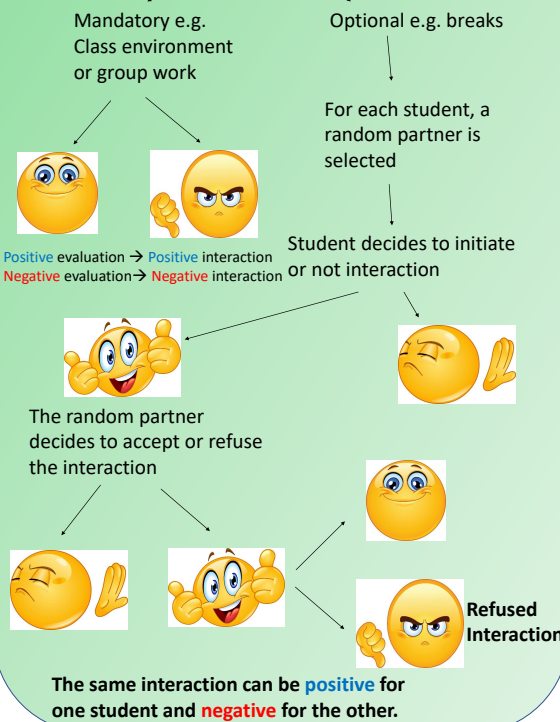 Mandatory e.g.
Class environment
or group work
Optional e.g. breaks
For each student, a
random partner is
selected
Positive evaluation → Positive interaction
Negative evaluation→ Negative interaction
Student decides to initiate
or not interaction
The random partner
decides to accept or refuse
the interaction
Refused
Interaction
The same interaction can be positive for
one student and negative for the other.